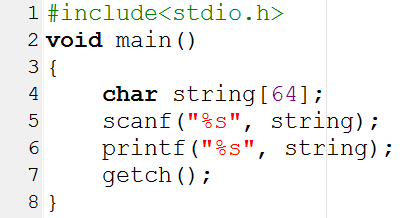 1 #include<stdio.h>
2 void main()
3 {
4     char string[64];
5     scanf("%s", string);
6     printf("%s", string);
7     getch();
8 }